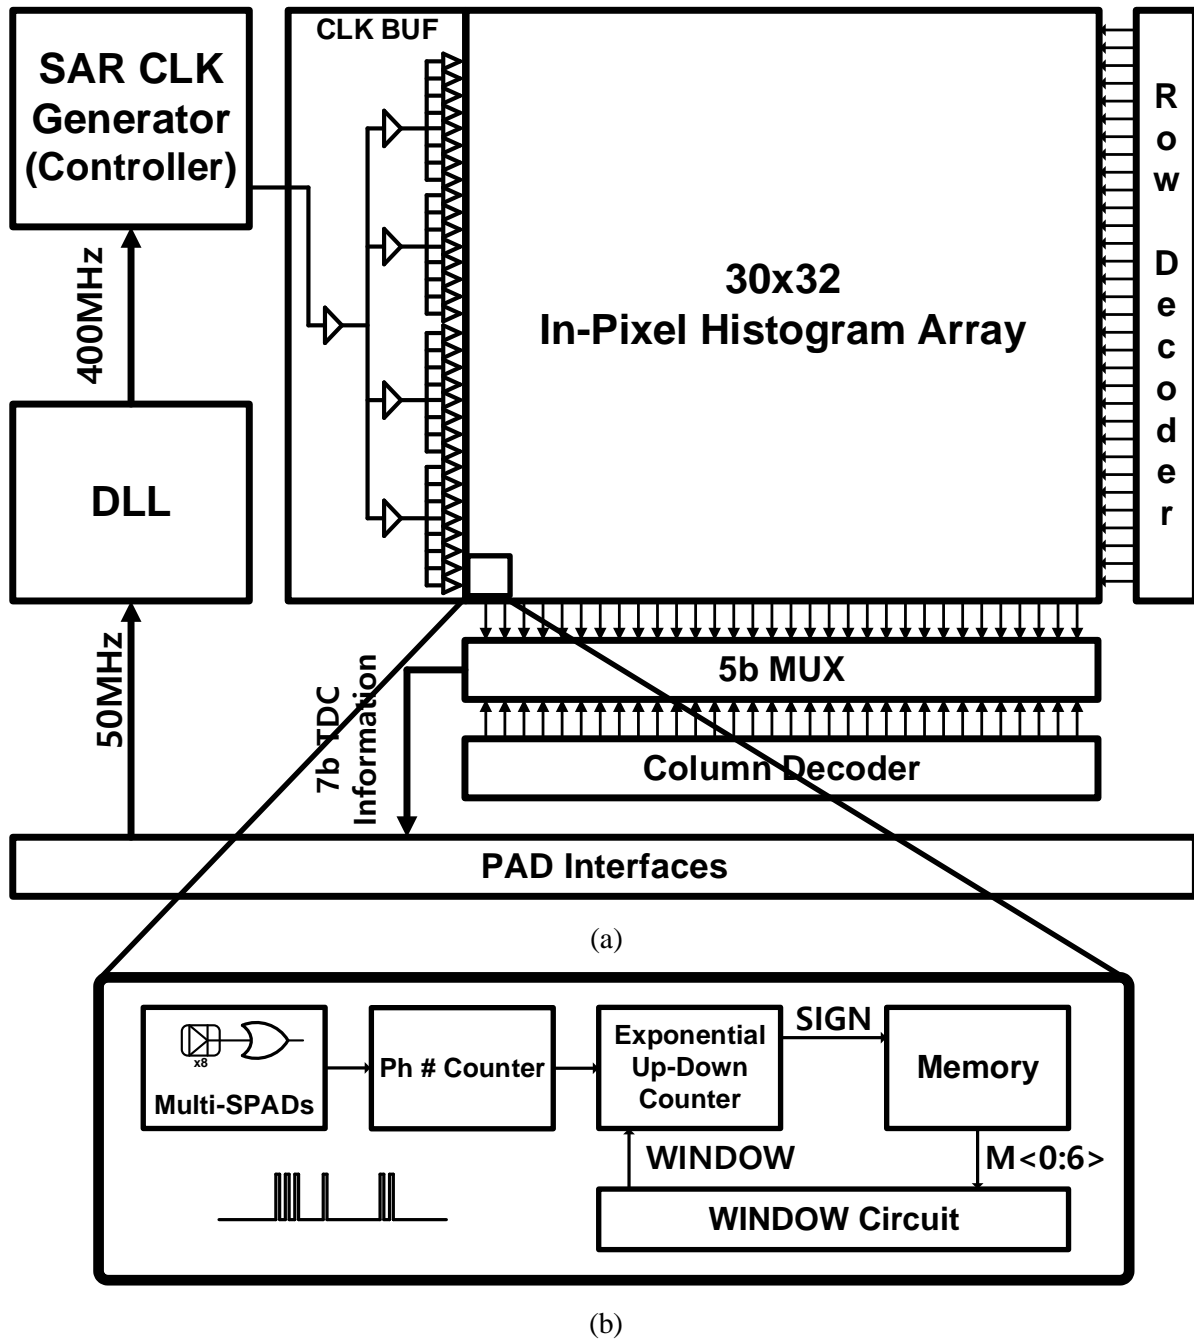 SAR CLK
Generator
(Controller)
CLK BUF
30x32
In-Pixel Histogram Array
Row Decoder
400MHz
DLL
50MHz
7b TDC
Information
5b MUX
Column Decoder
PAD Interfaces
(a)
x8
Multi-SPADs
Ph # Counter
Exponential
Up-Down
Counter
SIGN
Memory
WINDOW
M<0:6>
WINDOW Circuit
(b)